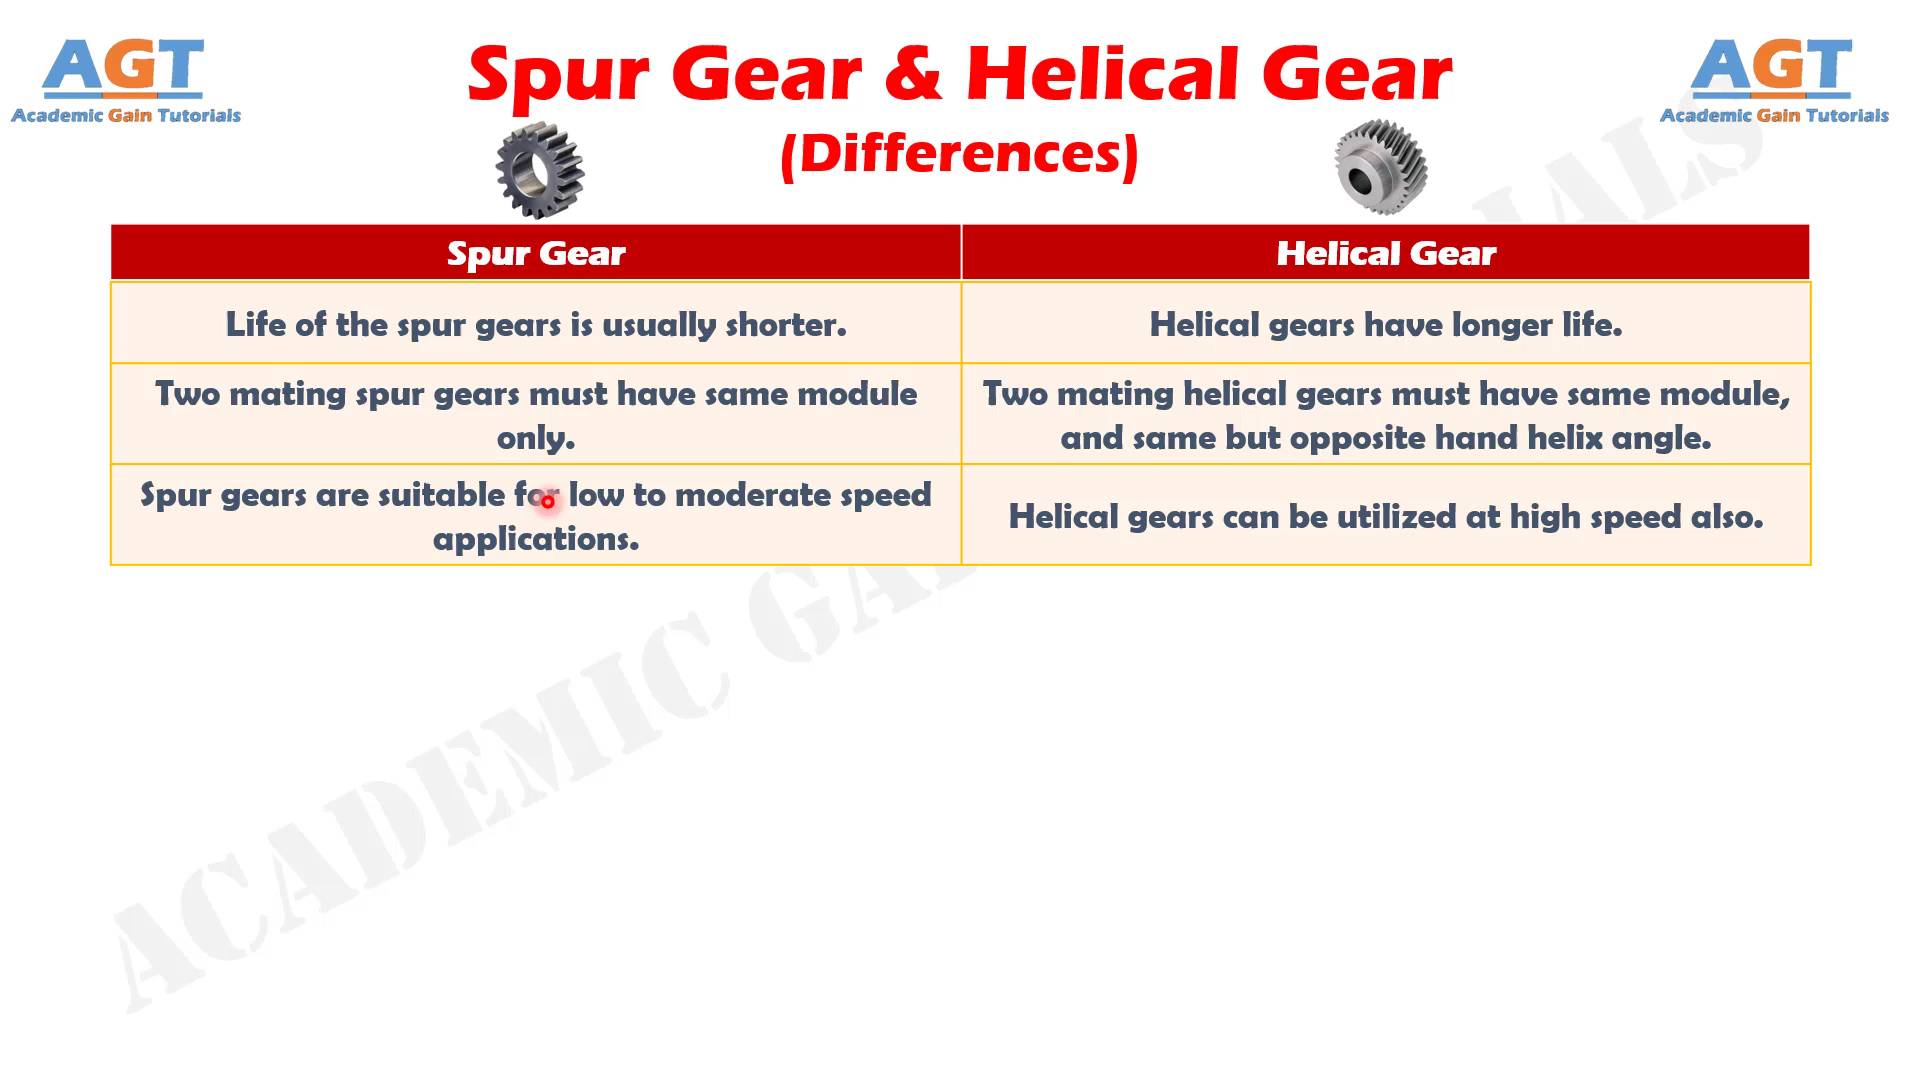 AGT
Academic Gain Tutorials
Spur Gear & Helical Gear
(Differences)
AGT
Academic Gain Tutorials
Spur Gear
Helical Gear
Life of the spur gears is usually shorter.
Helical gears have longer life.
Two mating spur gears must have same module
only.
Two mating helical gears must have same module,
and same but opposite hand helix angle.
Spur gears are suitable for low to moderate speed
applications.
Helical gears can be utilized at high speed also.
ACADEMIC GA
IALS